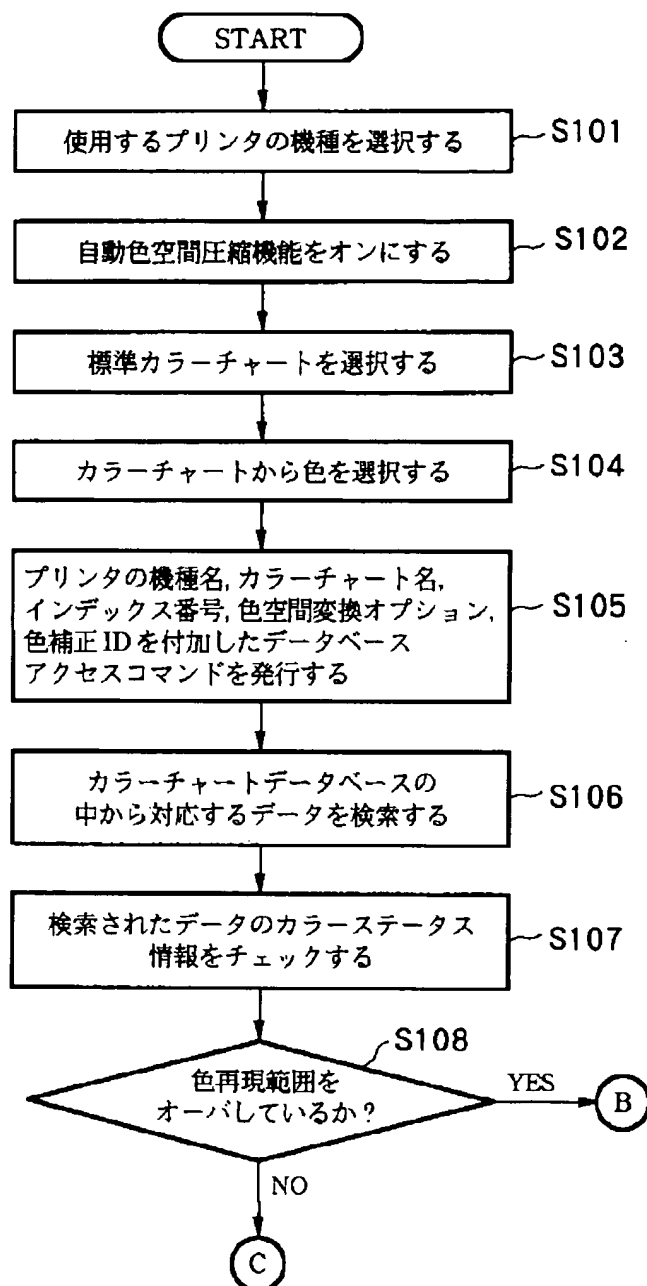 START
使用するプリンタの機種を選択する
S101
自動色空間圧縮機能をオンにする
S102
標準カラーチャートを選択する
S103
カラーチャートから色を選択する
S104
プリンタの機種名, カラーチャート名,
インデックス番号, 色空間変換オプション,
色補正IDを付加したデータベース
アクセスコマンドを発行する
S105
カラーチャートデータベースの
中から対応するデータを検索する
S106
検索されたデータのカラーステータス
情報をチェックする
S107
S108
色再現範囲を
オーバしているか?
YES
B
NO
C